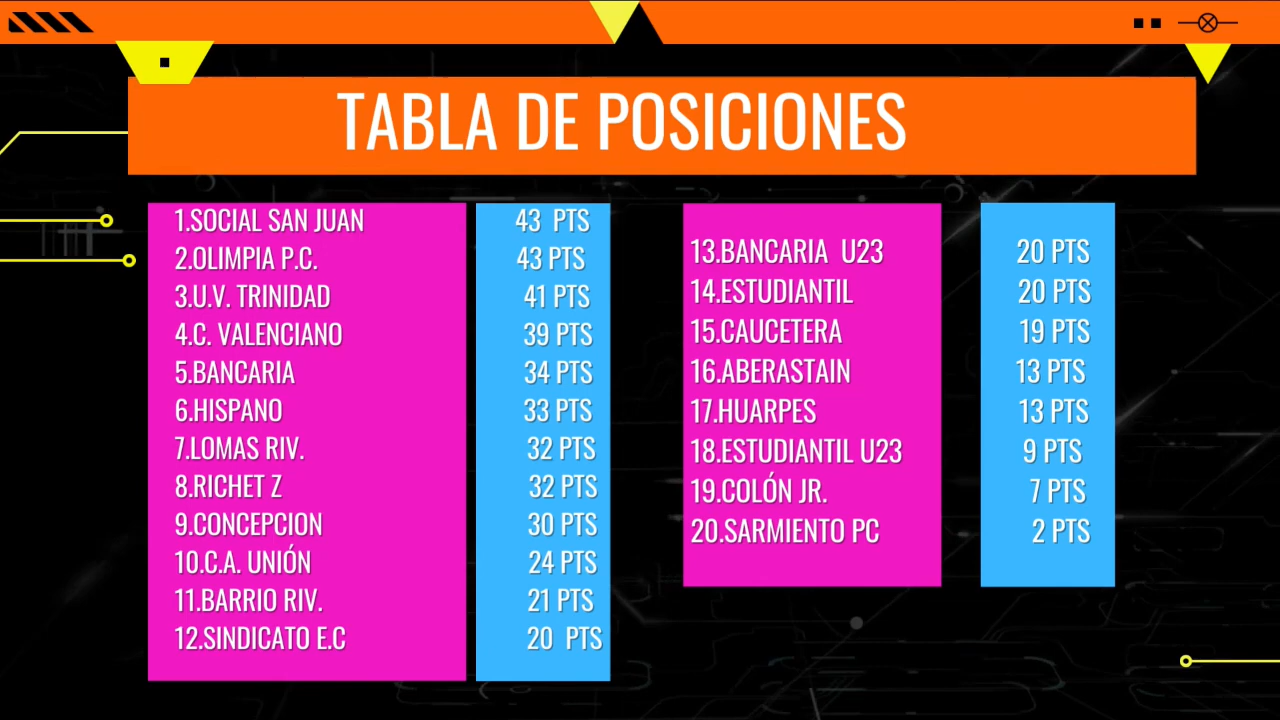 TABLA DE POSICIONES
1.SOCIAL SAN JUAN 43 PTS
2.OLIMPIA P.C. 43 PTS
3.U.V. TRINIDAD 41 PTS
4.C. VALENCIANO 39 PTS
5.BANCARIA 34 PTS
6.HISPANO 33 PTS
7.LOMAS RIV. 32 PTS
8.RICHET Z 32 PTS
9.CONCEPCION 30 PTS
10.C.A. UNIÓN 24 PTS
11.BARRIO RIV. 21 PTS
12.SINDICATO E.C 20 PTS
13.BANCARIA U23 20 PTS
14.ESTUDIANTIL 20 PTS
15.CAUCETERA 19 PTS
16.ABERASTAIN 13 PTS
17.HUARPES 13 PTS
18.ESTUDIANTIL U23 9 PTS
19.COLÓN JR. 7 PTS
20.SARMIENTO PC 2 PTS